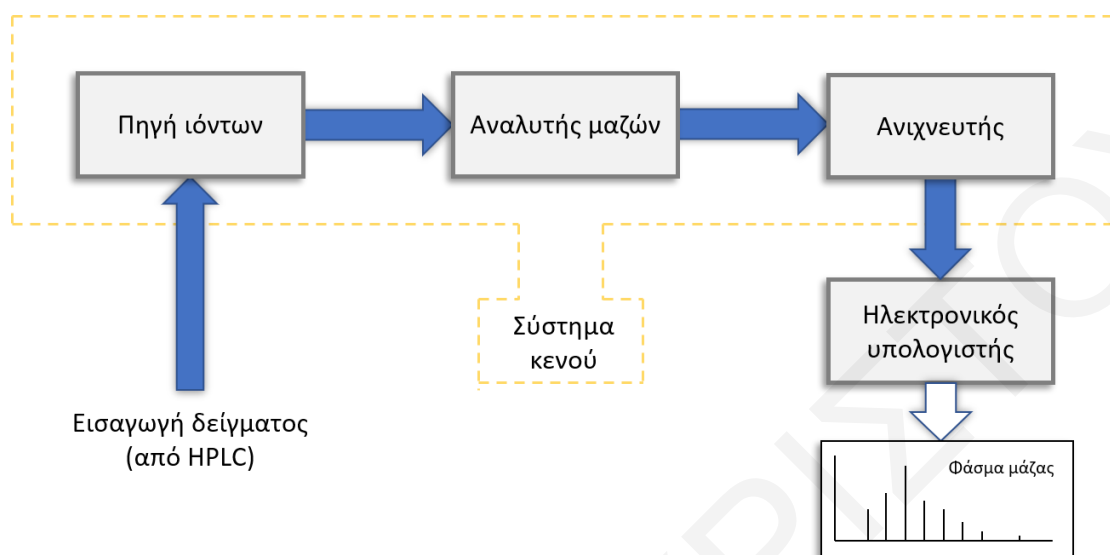 Πηγή ιόντων
Αναλυτής μαζών
Ανιχνευτής
Σύστημα
κενού
Ηλεκτρονικός
υπολογιστής
Εισαγωγή δείγματος
(από HPLC)
Φάσμα μάζας